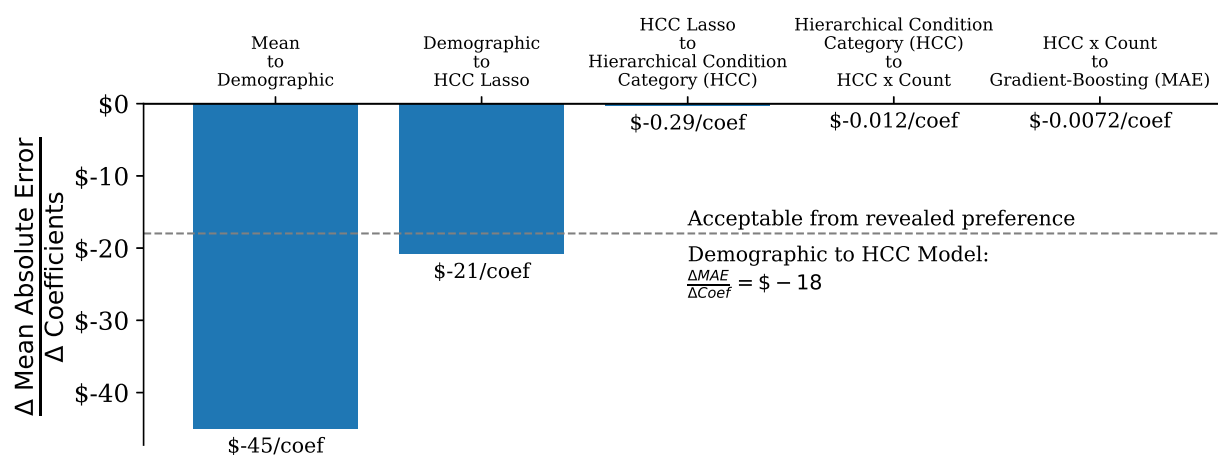 Mean
to
Demographic
Demographic
to
HCC Lasso
HCC Lasso
to
Hierarchical Condition
Category (HCC)
Hierarchical Condition
Category (HCC)
to
HCC x Count
HCC x Count
to
Gradient-Boosting (MAE)
Δ Mean Absolute Error
Δ Coefficients
$0
$-10
$-20
$-30
$-40
$-45/coef
$-21/coef
$-0.29/coef
$-0.012/coef
$-0.0072/coef
Acceptable from revealed preference
Demographic to HCC Model:
ΔMAE
ΔCoef = $ − 18